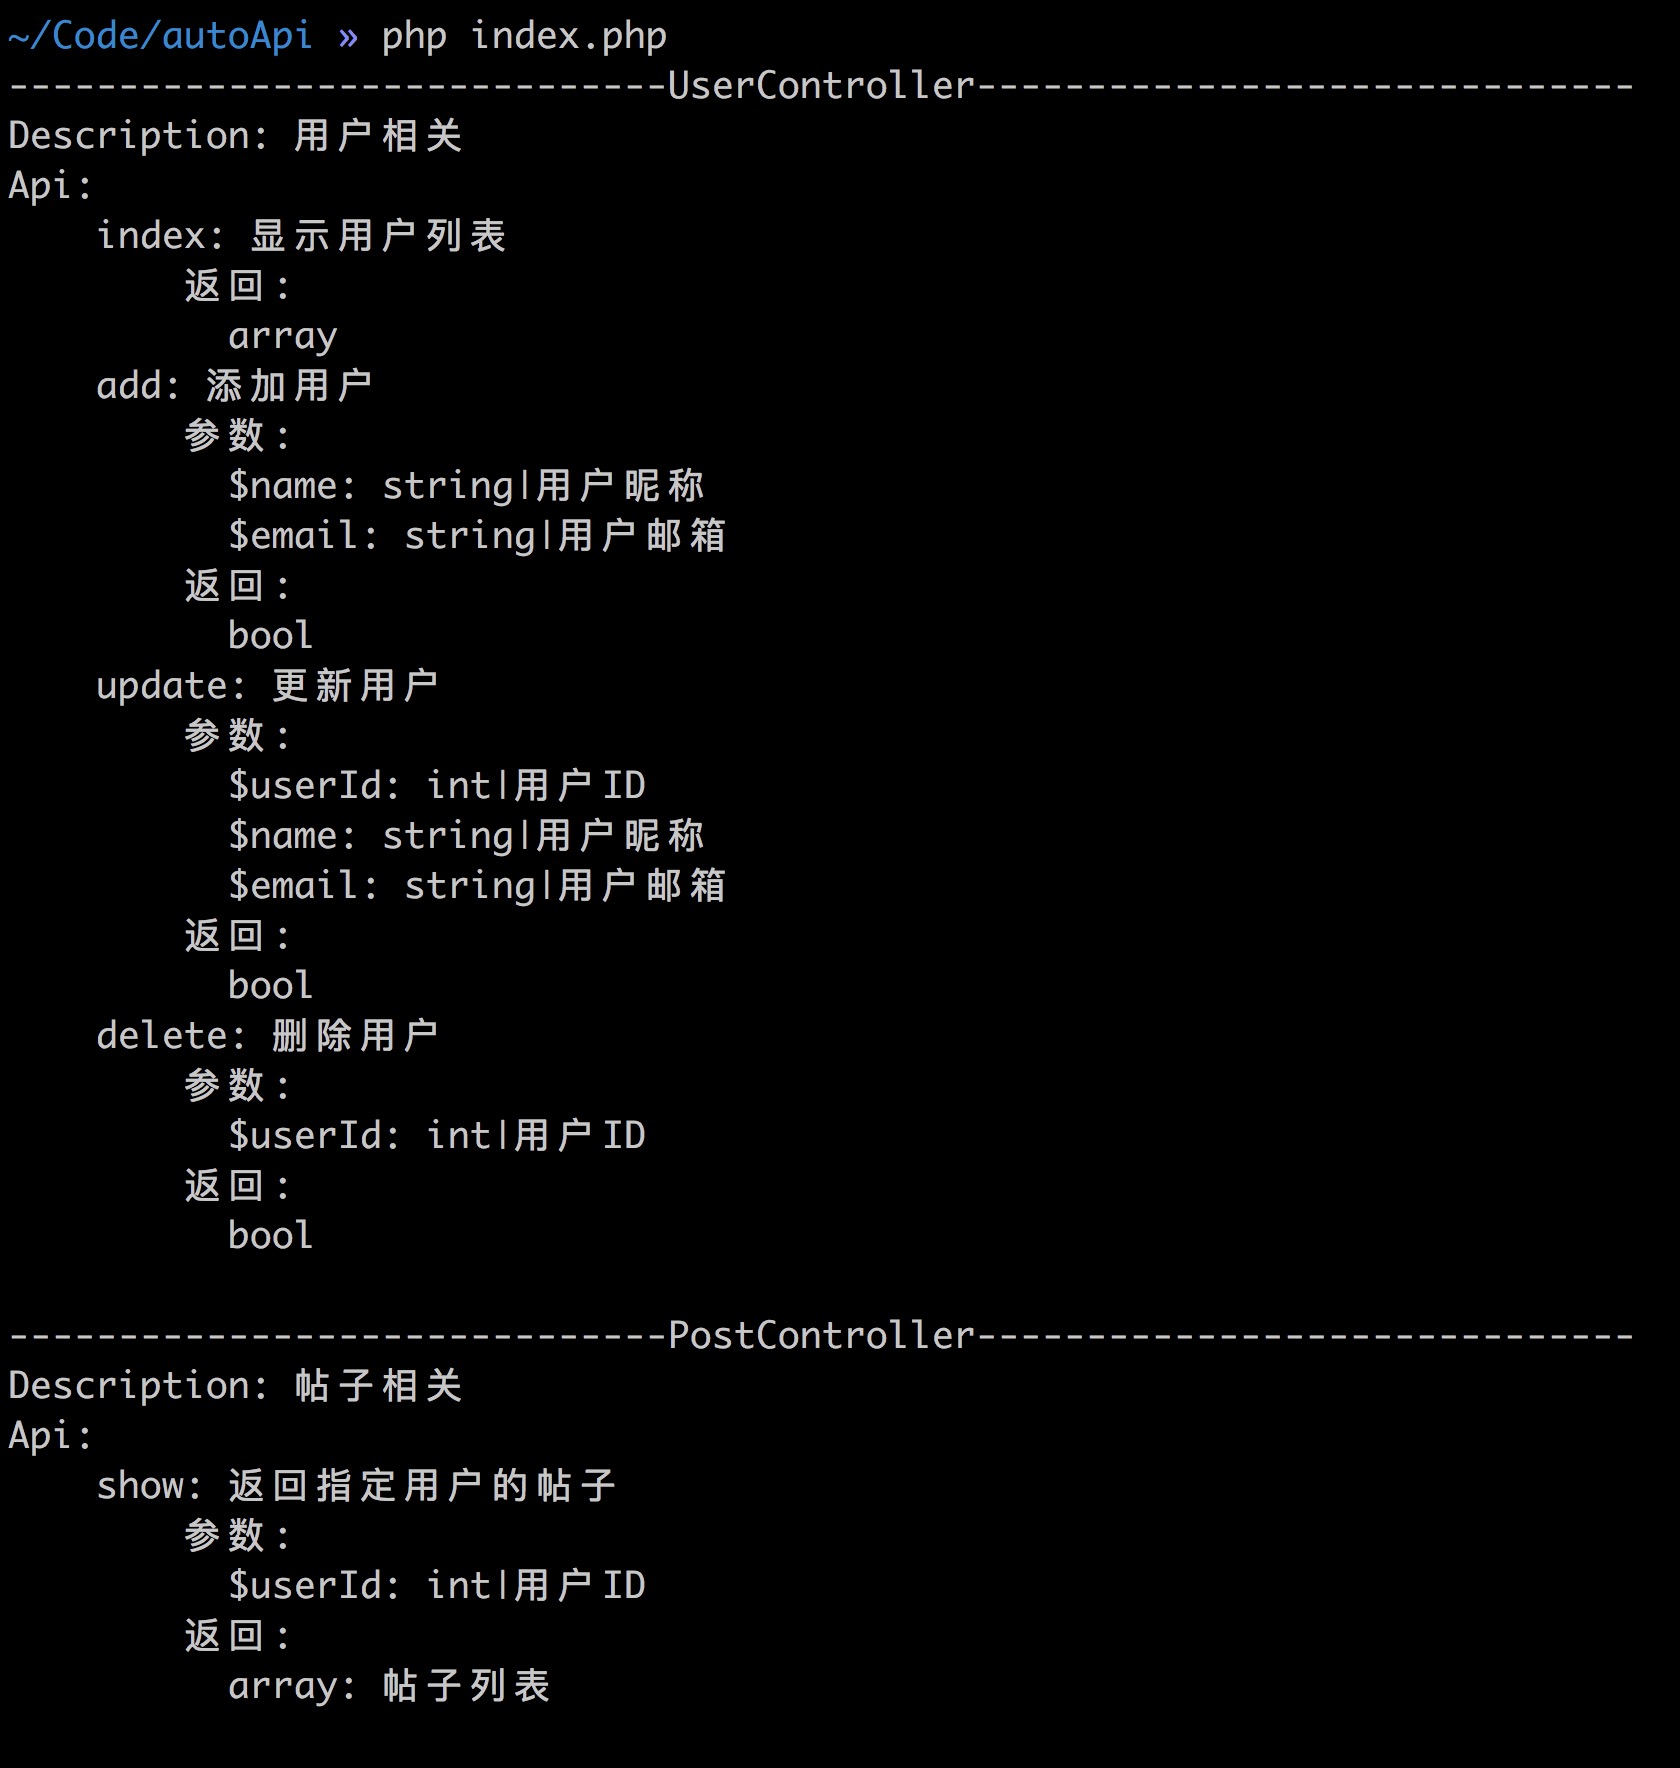 ~/Code/autoApi » php index.php
------------------------------UserController------------------------------
Description: 用户相关
Api:
    index: 显示用户列表
        返回:
          array
    add: 添加用户
        参数:
          $name: string|用户昵称
          $email: string|用户邮箱
        返回:
          bool
    update: 更新用户
        参数:
          $userId: int|用户ID
          $name: string|用户昵称
          $email: string|用户邮箱
        返回:
          bool
    delete: 删除用户
        参数:
          $userId: int|用户ID
        返回:
          bool
------------------------------PostController------------------------------
Description: 帖子相关
Api:
    show: 返回指定用户的帖子
        参数:
          $userId: int|用户ID
        返回:
          array: 帖子列表